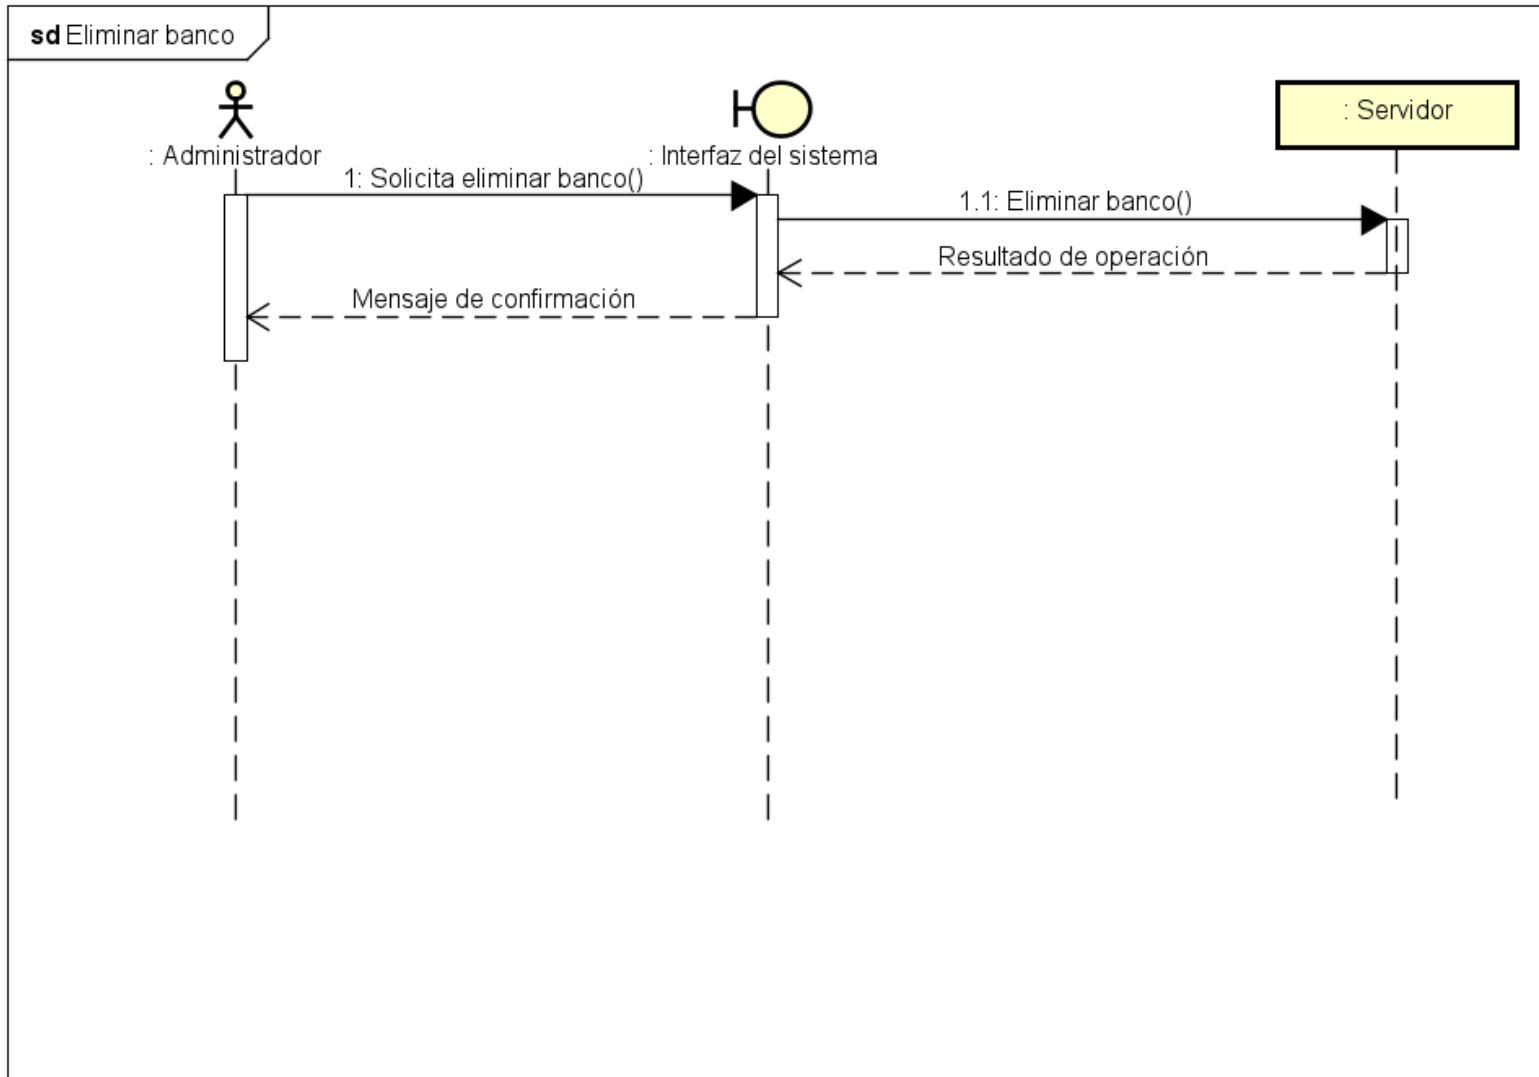 sd Eliminar banco
: Servidor
: Administrador
: Interfaz del sistema
1: Solicita eliminar banco()
1.1: Eliminar banco()
Resultado de operación
Mensaje de confirmación